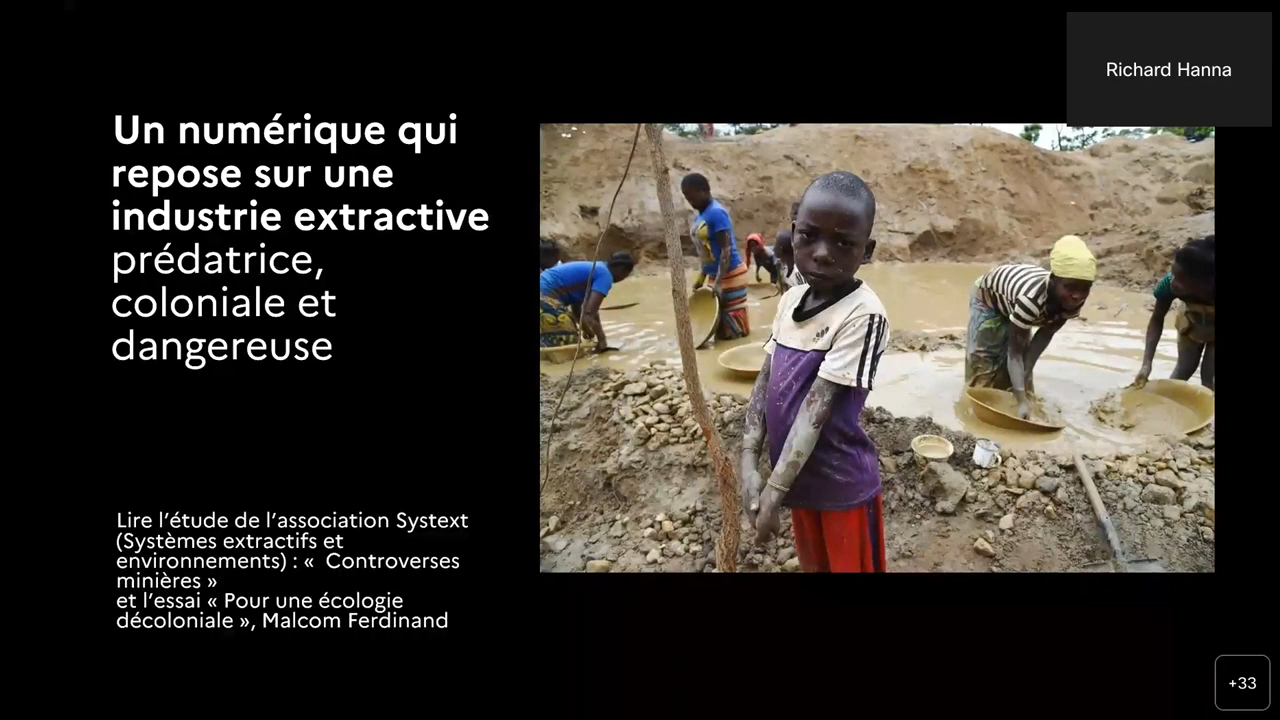 Richard Hanna
Un numérique qui
repose sur une
industrie extractive
prédatrice,
coloniale et
dangereuse
Lire l’étude de l’association Systext
(Systèmes extractifs et
environnements) : «  Controverses
minières »
et l’essai « Pour une écologie
décoloniale », Malcom Ferdinand
+33